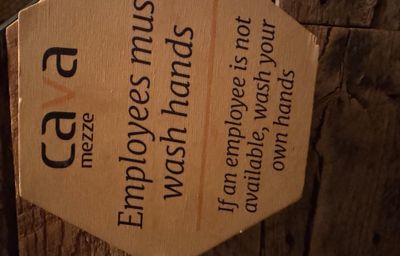 cava
mezze
Employees mus
wash hands
If an employee is not
available, wash your
own hands